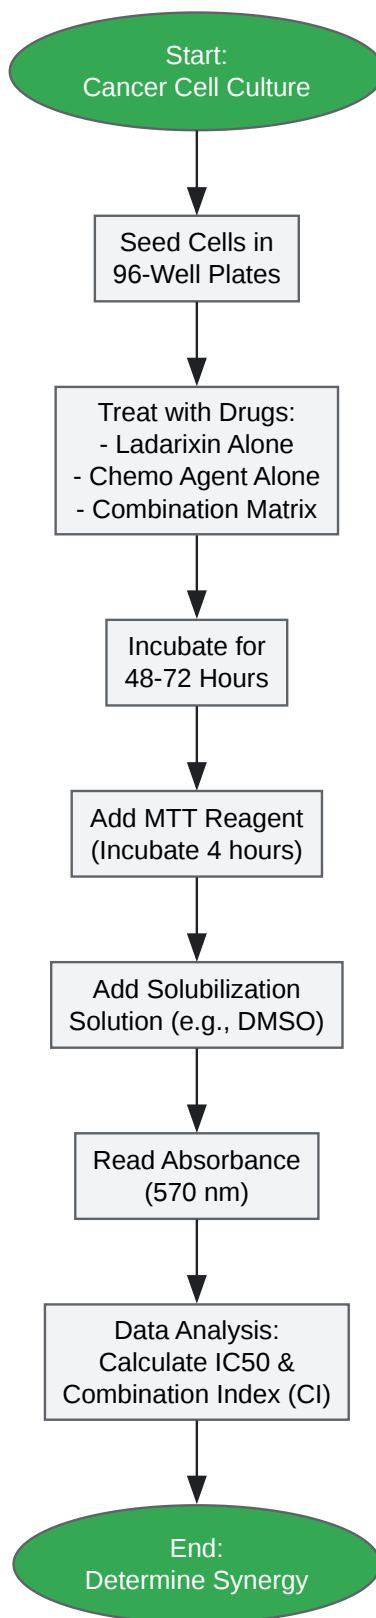 Start:
Cancer Cell Culture
Seed Cells in
96-Well Plates
Treat with Drugs:
- Ladarixin Alone
- Chemo Agent Alone
- Combination Matrix
Incubate for
48-72 Hours
Add MTT Reagent
(Incubate 4 hours)
Add Solubilization
Solution (e.g., DMSO)
Read Absorbance
(570 nm)
Data Analysis:
Calculate IC50 &
Combination Index (CI)
End:
Determine Synergy